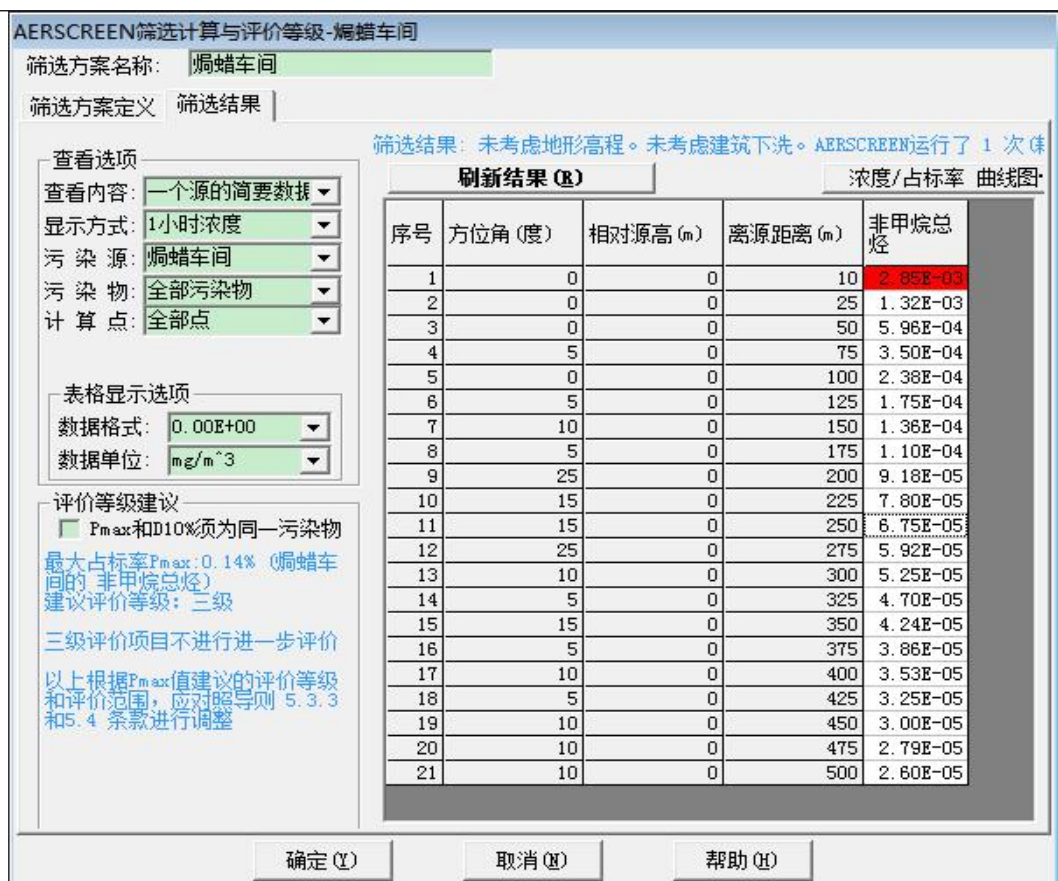 AERSCREEN筛选计算与评价等级-焗蜡车间
筛选方案名称: 焗蜡车间
筛选方案定义 筛选结果
查看选项
查看内容: 一个源的简要数据
显示方式: 1小时浓度
污 染 源: 焗蜡车间
污 染 物: 全部污染物
计 算 点: 全部点
表格显示选项
数据格式: 0.00E+00
数据单位: mg/m^3
评价等级建议
Pmax和D10%须为同一污染物
最大占标率Pmax:0.14% (焗蜡车
间的 非甲烷总烃)
建议评价等级: 三级
三级评价项目不进行进一步评价
以上根据Pmax值建议的评价等级
和评价范围，应对照导则 5.3.3
和5.4 条款进行调整
筛选结果: 未考虑地形高程。未考虑建筑下洗。AERSCREEN运行了 1 次
刷新结果(R) 浓度/占标率 曲线图
序号 方位角(度) 相对源高(m) 离源距离(m) 非甲烷总
烃
1 0 0 10 2.85E-03
2 0 0 25 1.32E-03
3 0 0 50 5.96E-04
4 5 0 75 3.50E-04
5 0 0 100 2.38E-04
6 5 0 125 1.75E-04
7 10 0 150 1.36E-04
8 5 0 175 1.10E-04
9 25 0 200 9.18E-05
10 15 0 225 7.80E-05
11 15 0 250 6.75E-05
12 25 0 275 5.92E-05
13 10 0 300 5.25E-05
14 5 0 325 4.70E-05
15 15 0 350 4.24E-05
16 5 0 375 3.86E-05
17 10 0 400 3.53E-05
18 5 0 425 3.25E-05
19 10 0 450 3.00E-05
20 10 0 475 2.79E-05
21 10 0 500 2.60E-05
确定(Y) 取消(N) 帮助(H)